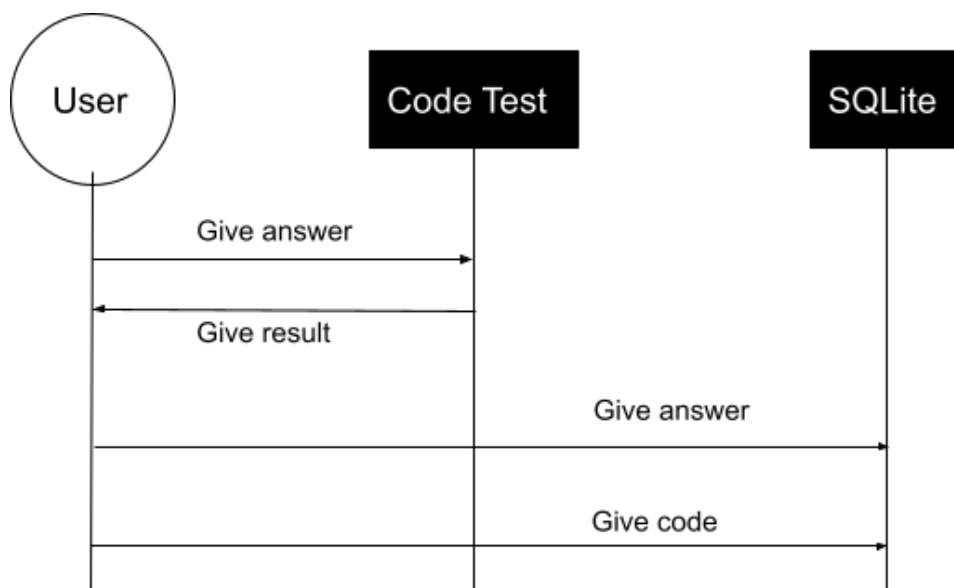 User
Code Test
SQLite
Give answer
Give result
Give answer
Give code